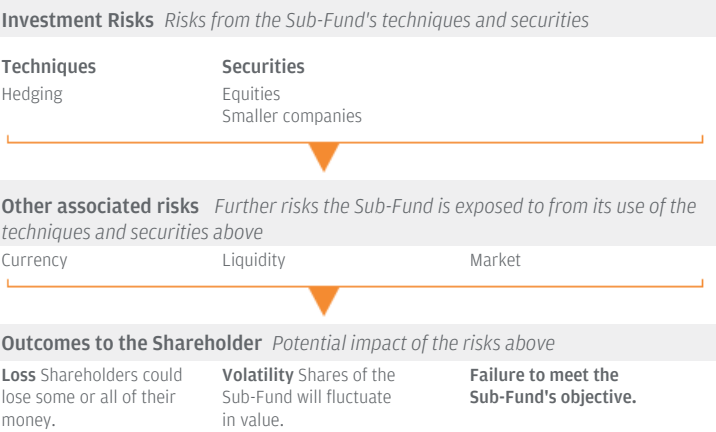 Investment Risks Risks from the Sub-Fund's techniques and securities
Techniques
Hedging
Securities
Equities
Smaller companies
Other associated risks Further risks the Sub-Fund is exposed to from its use of the
techniques and securities above
Currency
Liquidity
Market
Outcomes to the Shareholder Potential impact of the risks above
Loss Shareholders could
lose some or all of their
money.
Volatility Shares of the
Sub-Fund will fluctuate
in value.
Failure to meet the
Sub-Fund's objective.